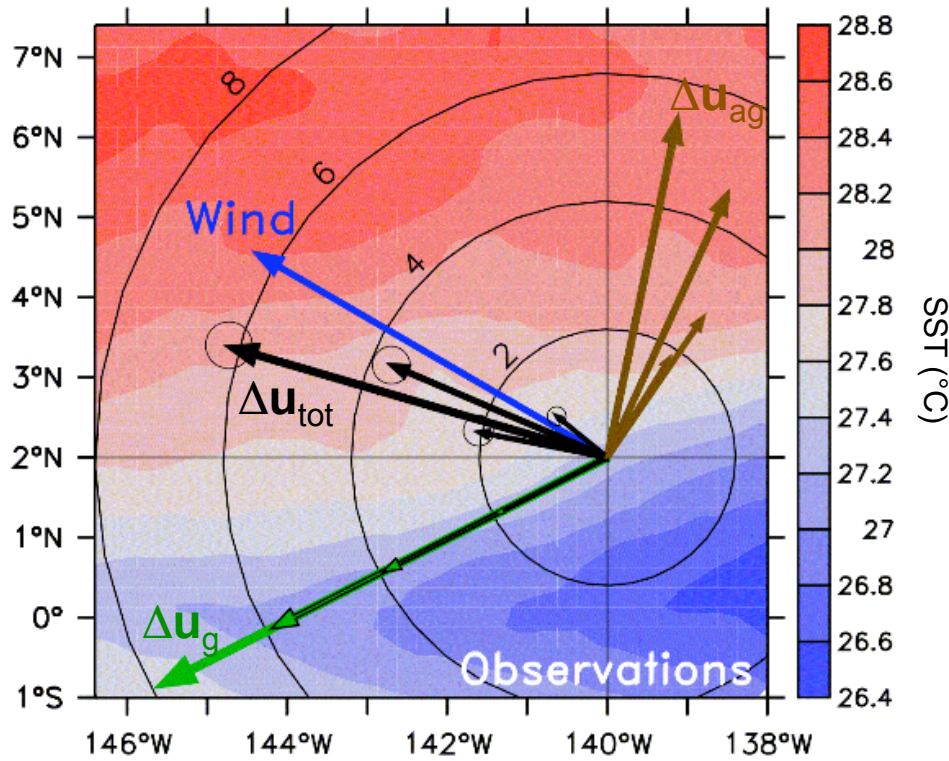 7°N
6°N
5°N
4°N
3°N
2°N
1°N
0°
1°S
146°W
144°W
142°W
140°W
138°W
8
6
4
2
Wind
Δu_ag
Δu_tot
Δu_g
Observations
28.8
28.6
28.4
28.2
28
27.8
27.6
27.4
27.2
27
26.8
26.6
26.4
SST (°C)